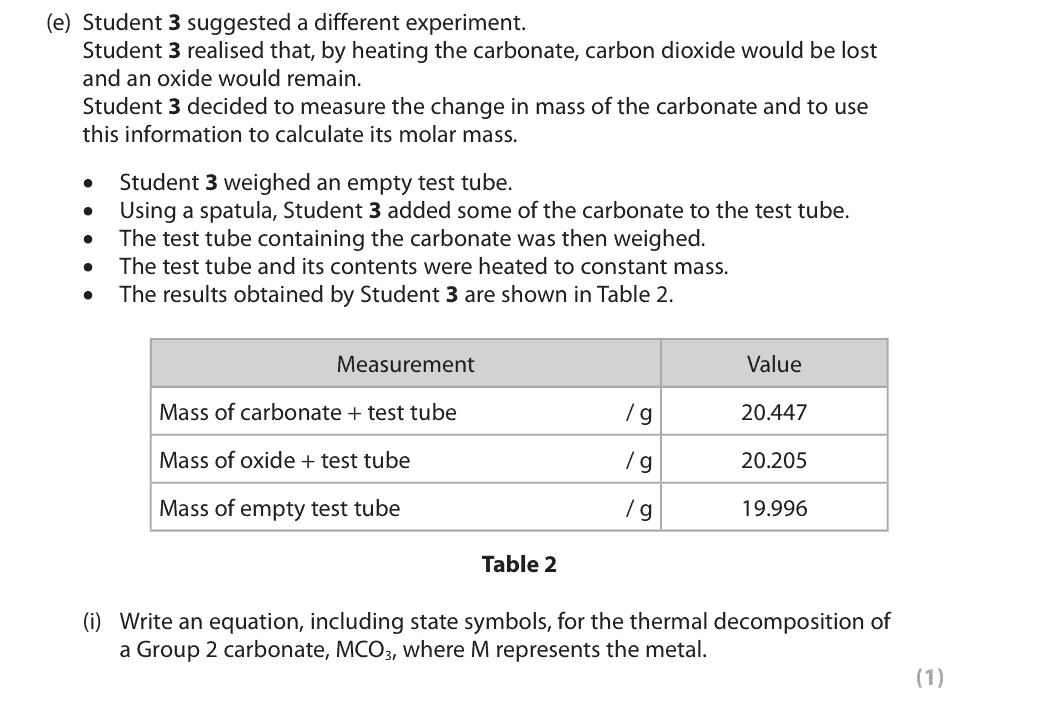 (e) Student 3 suggested a different experiment.
Student 3 realised that, by heating the carbonate, carbon dioxide would be lost
and an oxide would remain.
Student 3 decided to measure the change in mass of the carbonate and to use
this information to calculate its molar mass.
• Student 3 weighed an empty test tube.
• Using a spatula, Student 3 added some of the carbonate to the test tube.
• The test tube containing the carbonate was then weighed.
• The test tube and its contents were heated to constant mass.
• The results obtained by Student 3 are shown in Table 2.
Measurement Value
Mass of carbonate + test tube / g 20.447
Mass of oxide + test tube / g 20.205
Mass of empty test tube / g 19.996
Table 2
(i) Write an equation, including state symbols, for the thermal decomposition of
a Group 2 carbonate, MCO₃, where M represents the metal.
(1)